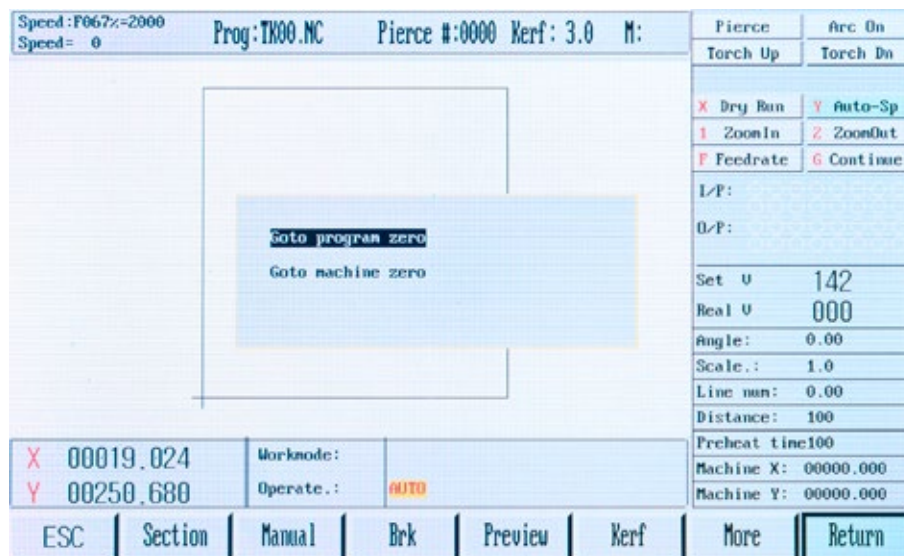 Speed:F067%=2000
Speed= 0
Prog:TK00.NC Pierce #:0000 Kerf: 3.0 M:
Pierce Arc On
Torch Up Torch Dn
X Dry Run Y Auto-Sp
1 ZoomIn 2 ZoomOut
F Feedrate G Continue
I/P:
O/P:
Goto program zero
Goto machine zero
Set V 142
Real V 000
Angle: 0.00
Scale.: 1.0
Line num: 0.00
Distance: 100
Preheat time100
Machine X: 00000.000
Machine Y: 00000.000
X 00019.024
Y 00250.680
Workmode:
Operate.: AUTO
ESC Section Manual Brk Preview Kerf More Return